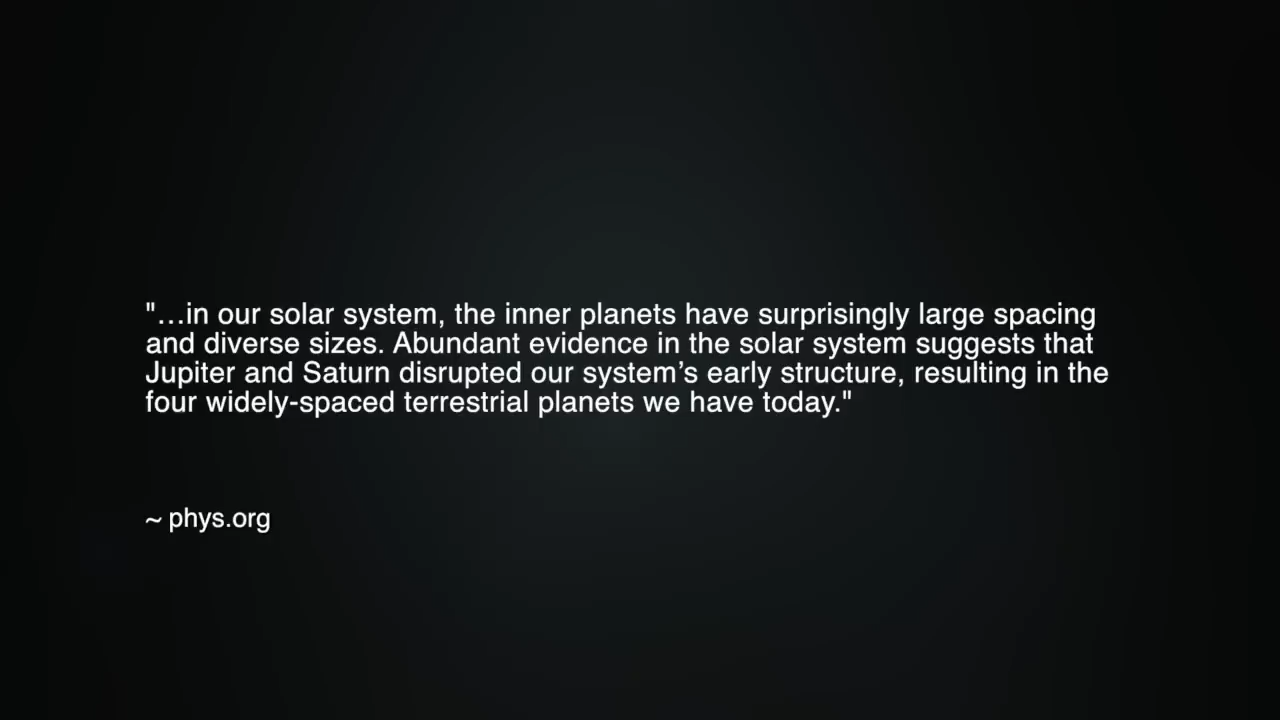 "...in our solar system, the inner planets have surprisingly large spacing
and diverse sizes. Abundant evidence in the solar system suggests that
Jupiter and Saturn disrupted our system’s early structure, resulting in the
four widely-spaced terrestrial planets we have today."
~ phys.org